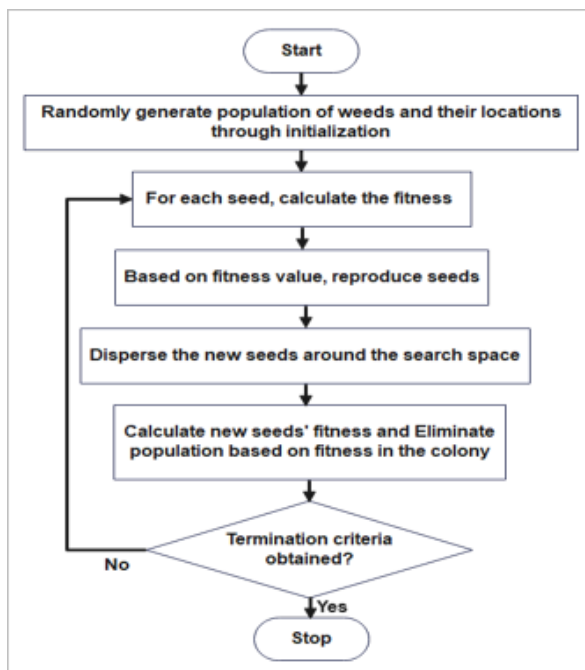 Start
Randomly generate population of weeds and their locations
through initialization
For each seed, calculate the fitness
Based on fitness value, reproduce seeds
Disperse the new seeds around the search space
Calculate new seeds' fitness and Eliminate
population based on fitness in the colony
Termination criteria
obtained?
No
Yes
Stop